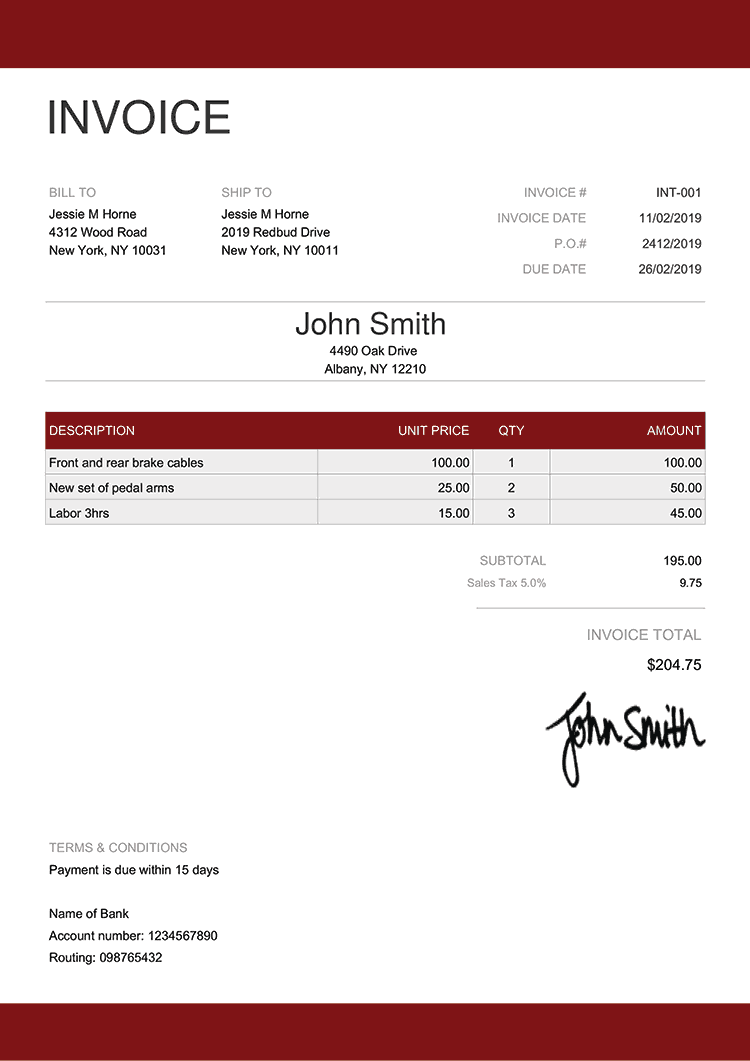 INVOICE
BILL TO SHIP TO INVOICE # INT-001
Jessie M Horne Jessie M Horne INVOICE DATE 11/02/2019
4312 Wood Road 2019 Redbud Drive P.O.# 2412/2019
New York, NY 10031 New York, NY 10011 DUE DATE 26/02/2019
John Smith
4490 Oak Drive
Albany, NY 12210
DESCRIPTION UNIT PRICE QTY AMOUNT
Front and rear brake cables 100.00 1 100.00
New set of pedal arms 25.00 2 50.00
Labor 3hrs 15.00 3 45.00
SUBTOTAL 195.00
Sales Tax 5.0% 9.75
INVOICE TOTAL
$204.75
John Smith
TERMS & CONDITIONS
Payment is due within 15 days
Name of Bank
Account number: 1234567890
Routing: 098765432